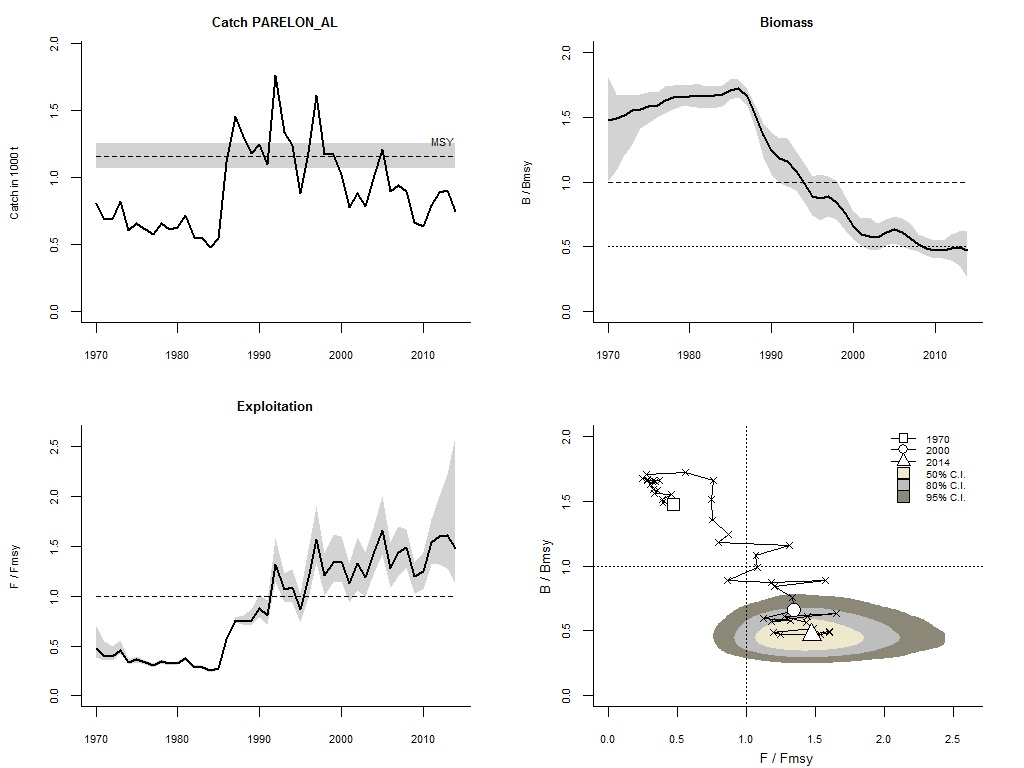 Catch PARELON_AL
Catch in 1000 t
2.0
1.5
1.0
0.5
0.0
MSY
1970 1980 1990 2000 2010
Biomass
B / Bmsy
2.0
1.5
1.0
0.5
0.0
1970 1980 1990 2000 2010
Exploitation
F / Fmsy
2.5
2.0
1.5
1.0
0.5
0.0
1970 1980 1990 2000 2010
B / Bmsy
2.0
1.5
1.0
0.5
0.0
1970
2000
2014
50% C.I.
80% C.I.
95% C.I.
0.0 0.5 1.0 1.5 2.0 2.5
F / Fmsy